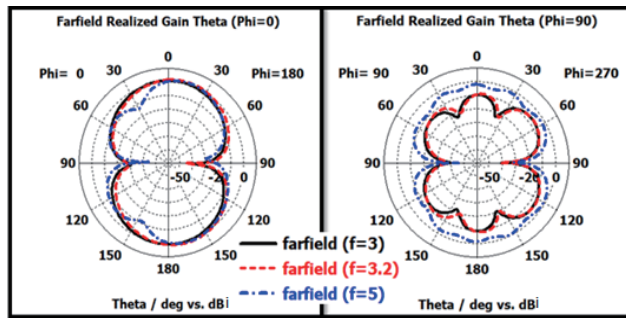 Farfield Realized Gain Theta (Phi=0)
0
Phi= 0 30 30 Phi=180
60 60
90 90
-50 -20 0
120 120
150 150
180
Farfield Realized Gain Theta (Phi=90)
0
Phi= 90 30 30 Phi=270
60 60
90 90
-50 0
120 120
150 150
180
farfield (f=3)
farfield (f=3.2)
farfield (f=5)
Theta / deg vs. dBi
Theta / deg vs. dBi